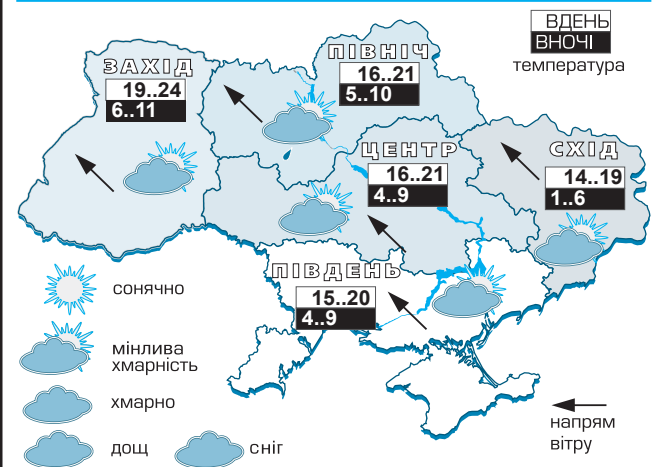 ВДЕНЬ
ВНОЧІ
температура
ЗАХІД
19..24
6..11
ПІВНІЧ
16..21
5..10
ЦЕНТР
16..21
4..9
СХІД
14..19
1..6
ПІВДЕНЬ
15..20
4..9
сонячно
мінлива
хмарність
хмарно
дощ
сніг
напрям
вітру